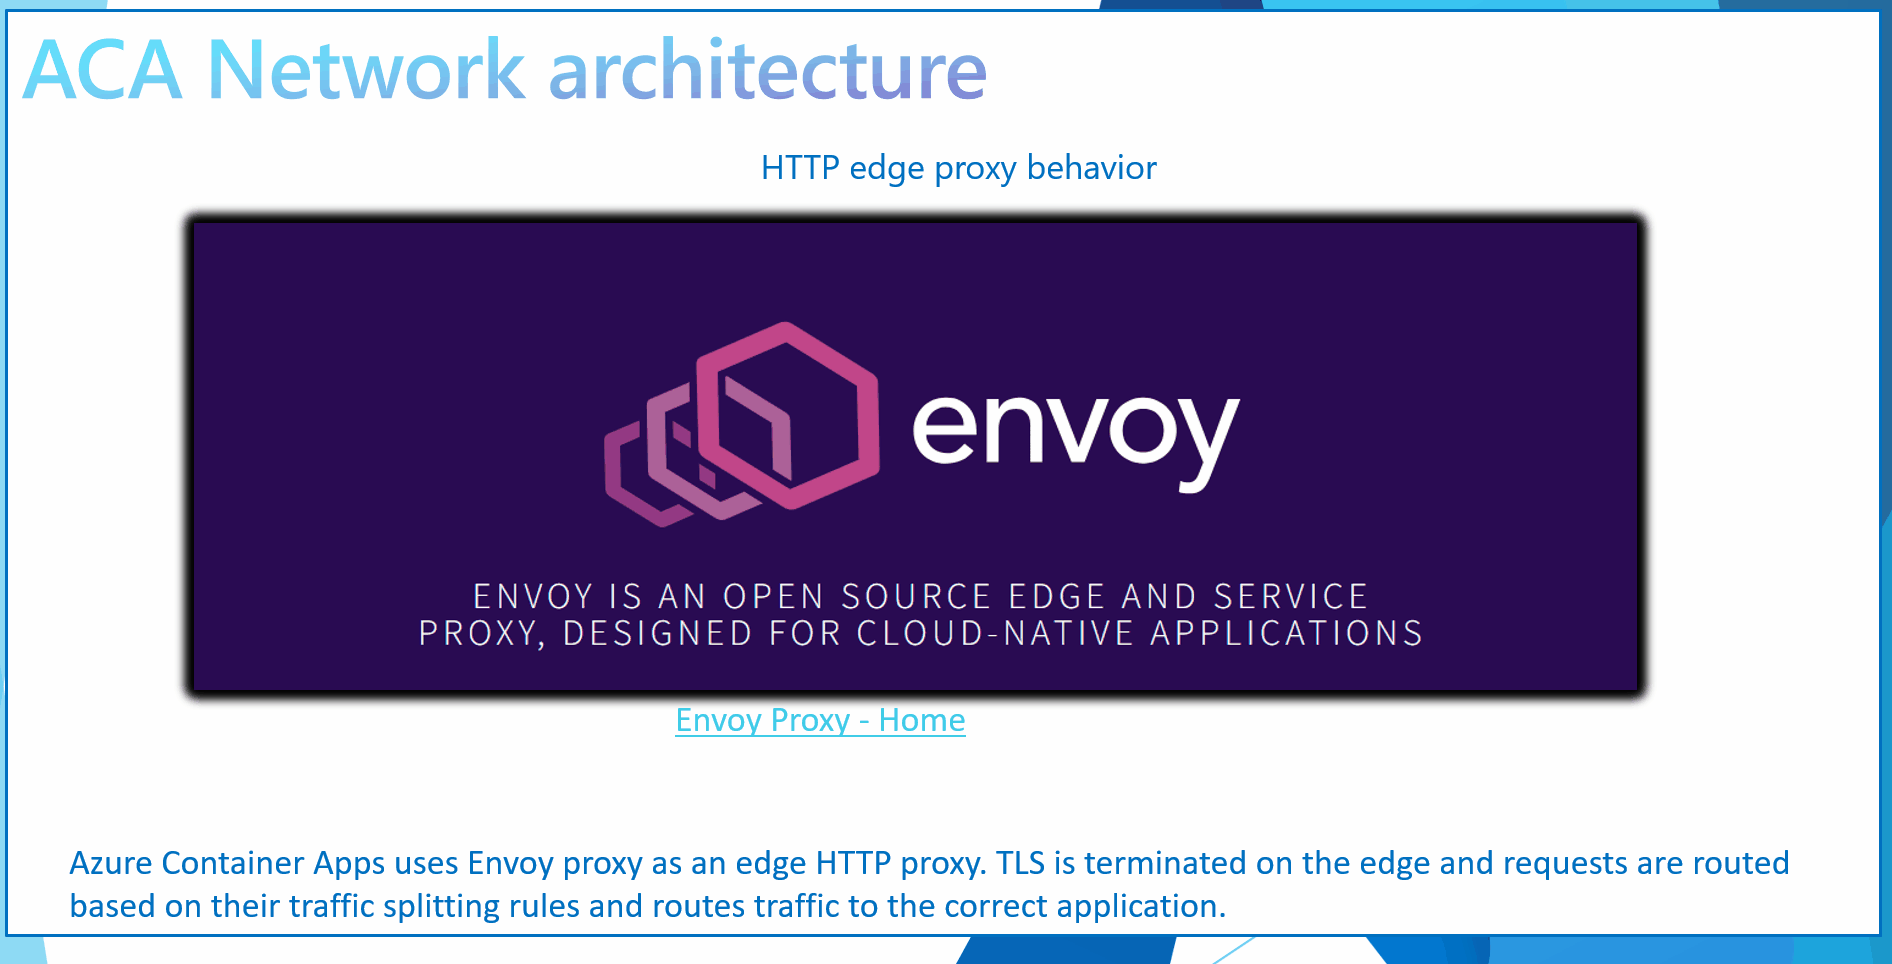 ACA Network architecture
HTTP edge proxy behavior
envoy
ENVOY IS AN OPEN SOURCE EDGE AND SERVICE
PROXY, DESIGNED FOR CLOUD-NATIVE APPLICATIONS
Envoy Proxy - Home
Azure Container Apps uses Envoy proxy as an edge HTTP proxy. TLS is terminated on the edge and requests are routed
based on their traffic splitting rules and routes traffic to the correct application.